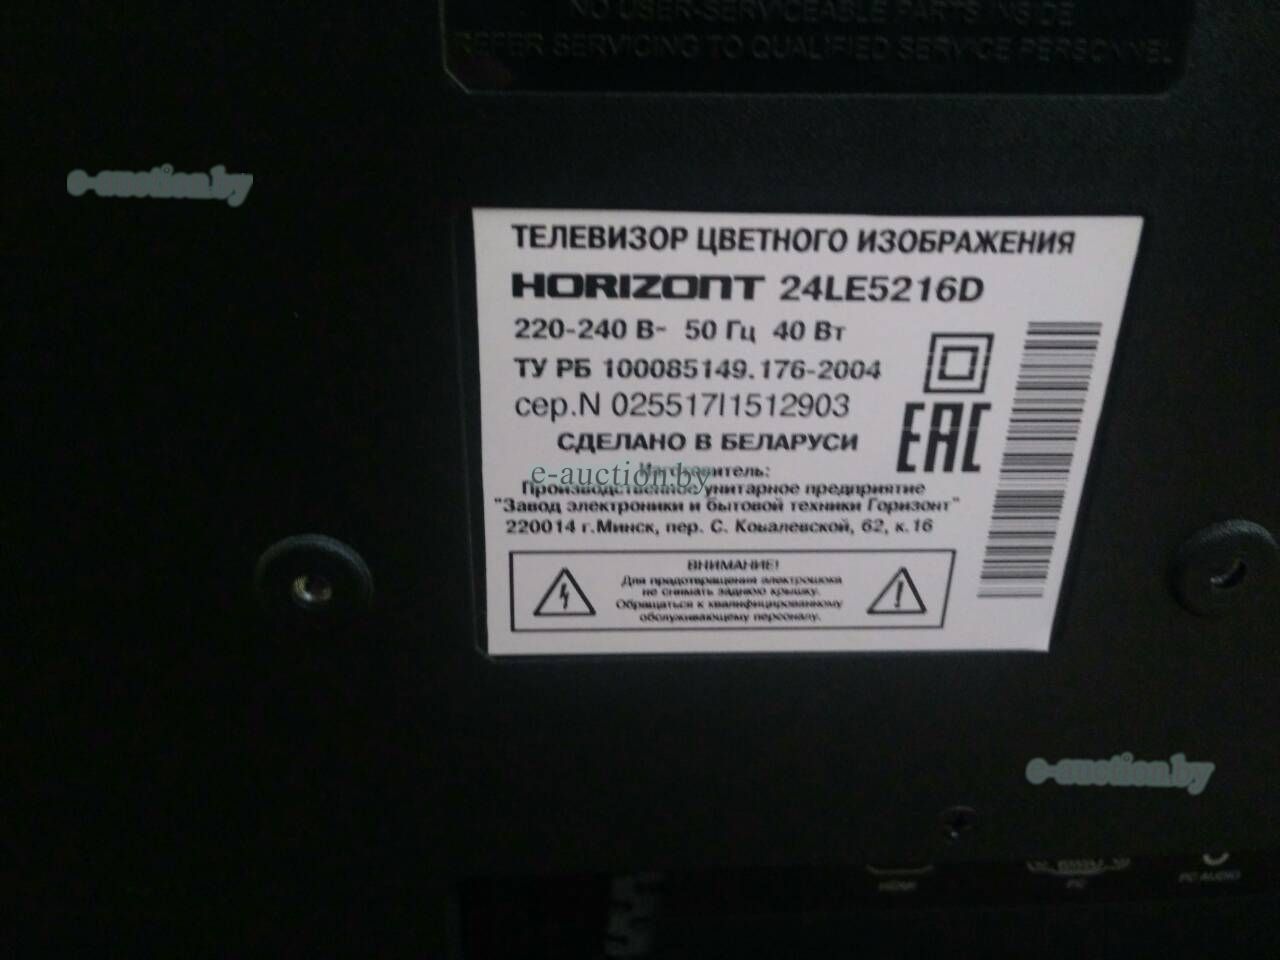 NO USER-SERVICEABLE PARTS INSIDE
REFER SERVICING TO QUALIFIED SERVICE PERSONNEL
e-auction.by
ТЕЛЕВИЗОР ЦВЕТНОГО ИЗОБРАЖЕНИЯ
HORIZONT 24LE5216D
220-240 В~ 50 Гц 40 Вт
ТУ РБ 100085149.176-2004
сер.N 025517I1512903
EAC
СДЕЛАНО В БЕЛАРУСИ
Изготовитель:
e-auction.by
Производственное унитарное предприятие
"Завод электроники и бытовой техники Горизонт"
220014 г.Минск, пер. С. Ковалевской, 62, к.16
ВНИМАНИЕ!
Для предотвращения электрошока
не снимать заднюю крышку.
Обращаться к квалифицированному
обслуживающему персоналу.
e-auction.by
HDMI
PC
PC AUDIO